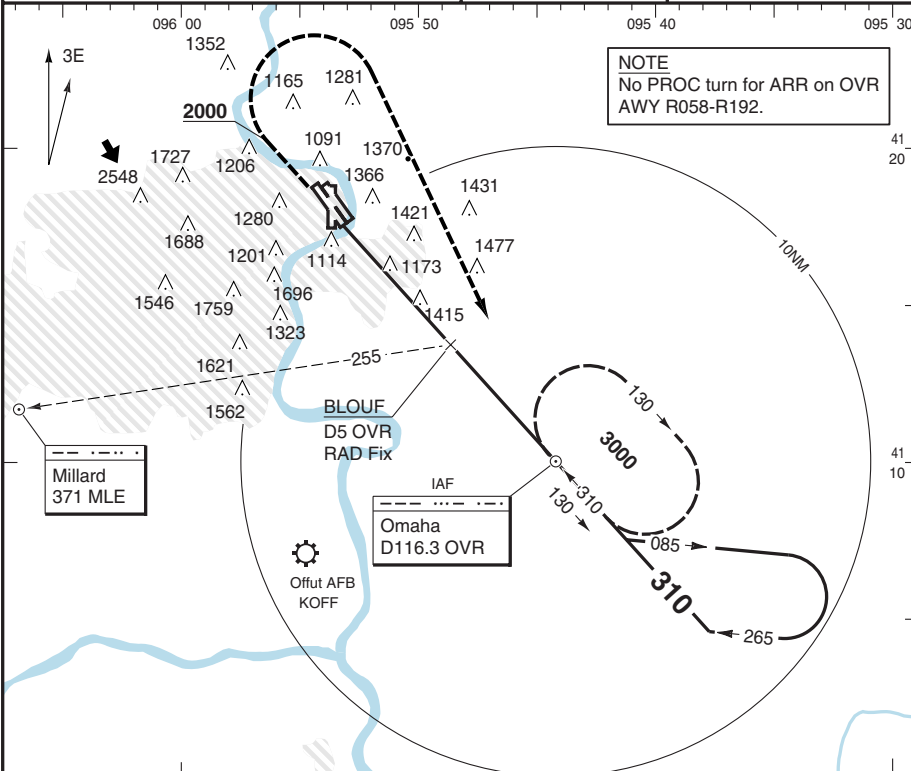 096 00
095 50
095 40
095 30
3E
1352
1165
1281
NOTE
No PROC turn for ARR on OVR
AWY R058-R192.
2000
41
20
1727
1206
1091
1370
2548
1366
1431
1280
1421
1688
1201
1114
1173
1477
10NM
1546
1759
1696
1323
1415
1621
255
1562
130
BLOUF
D5 OVR
RAD Fix
3000
41
10
Millard
371 MLE
IAF
310
130
Omaha
D116.3 OVR
085
Offut AFB
KOFF
310
265